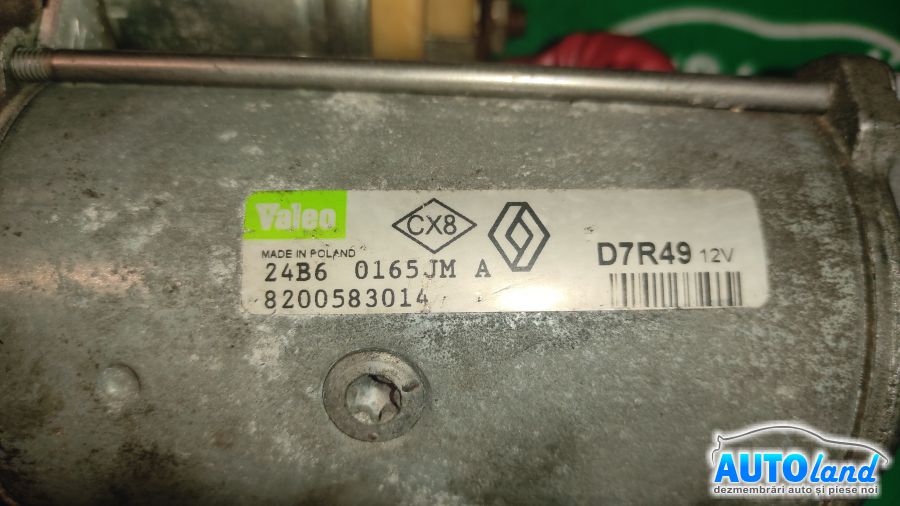 Valeo
CX8
MADE IN POLAND
D7R49 12V
24B6 0165JM A
8200583014
AUTOland
dezmembrări auto și piese noi